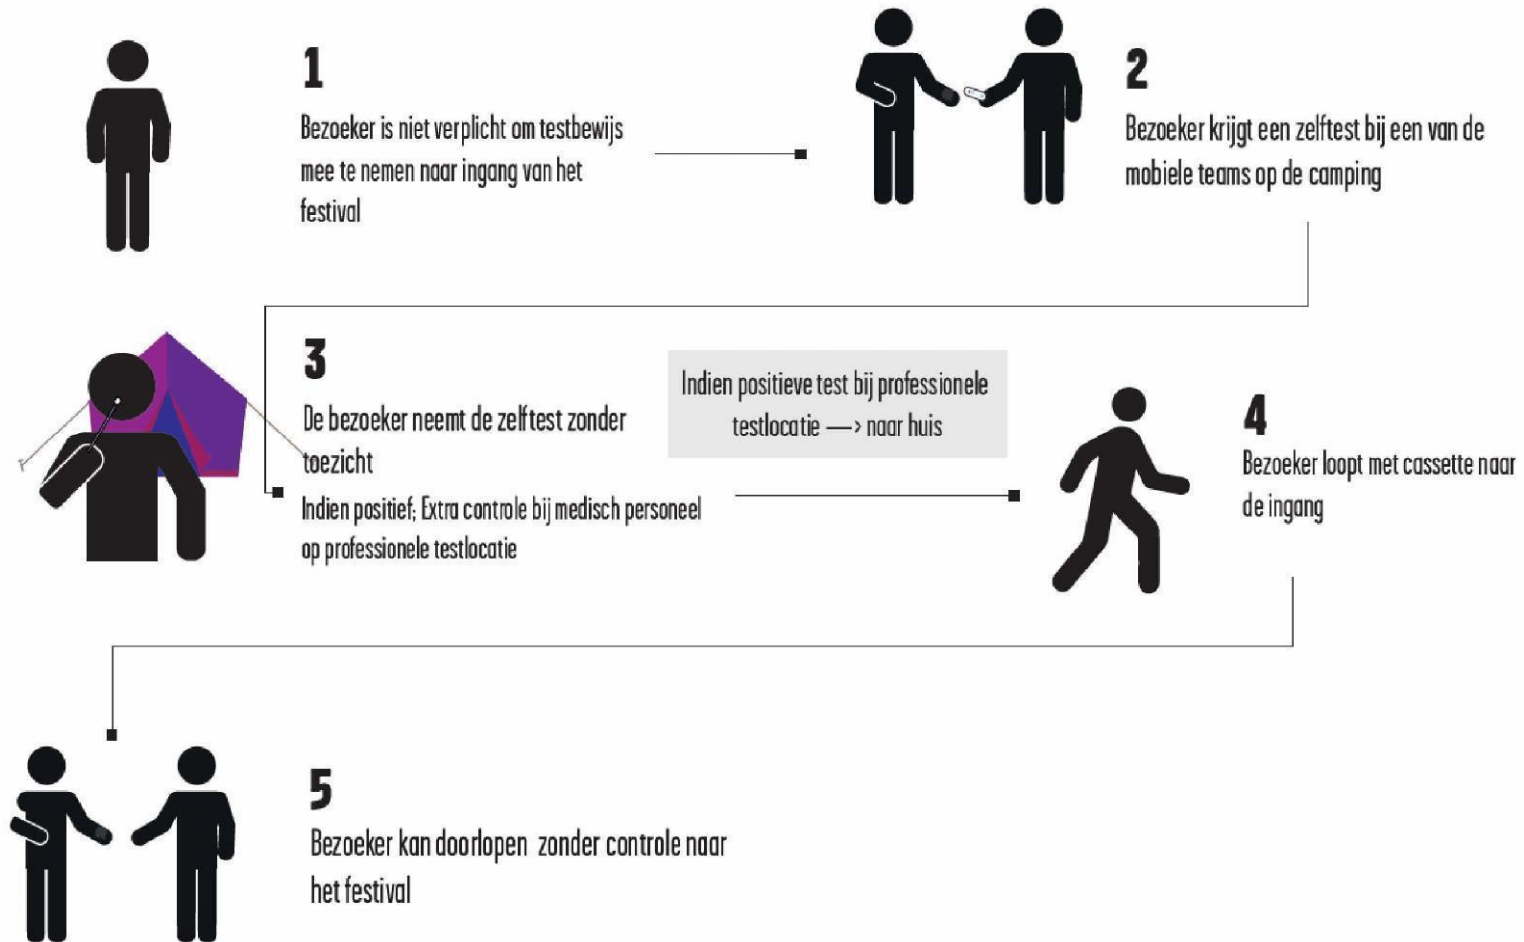 1
Bezoeker is niet verplicht om testbewijs
mee te nemen naar ingang van het
festival
2
Bezoeker krijgt een zelftest bij een van de
mobiele teams op de camping
3
De bezoeker neemt de zelftest zonder
toezicht
Indien positief; Extra controle bij medisch personeel
op professionele testlocatie
Indien positieve test bij professionele
testlocatie —> naar huis
4
Bezoeker loopt met cassette naar
de ingang
5
Bezoeker kan doorlopen zonder controle naar
het festival